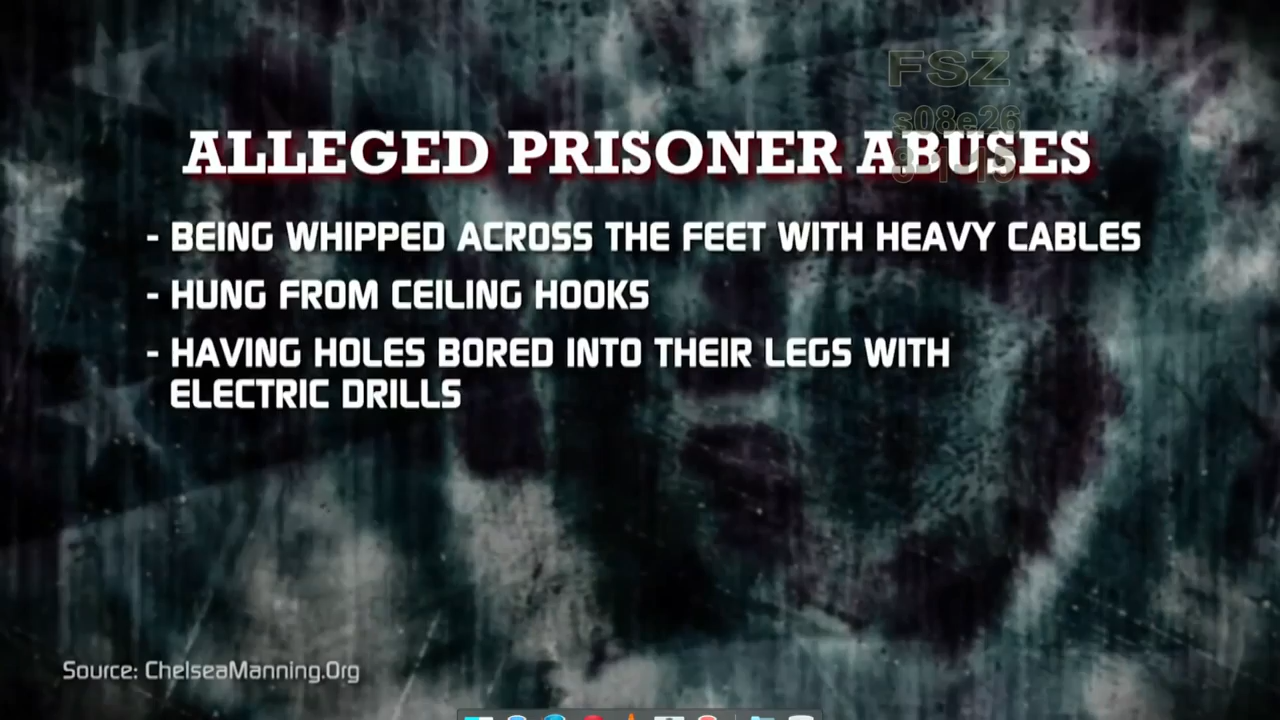 FSZ
s08e26
ALLEGED PRISONER ABUSES
- BEING WHIPPED ACROSS THE FEET WITH HEAVY CABLES
- HUNG FROM CEILING HOOKS
- HAVING HOLES BORED INTO THEIR LEGS WITH
ELECTRIC DRILLS
Source: ChelseaManning.Org